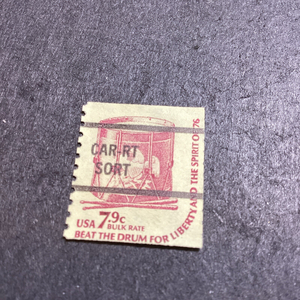 CAR-RT
SORT
USA 7.9c
BULK RATE
BEAT THE DRUM FOR LIBERTY AND THE SPIRIT OF 76